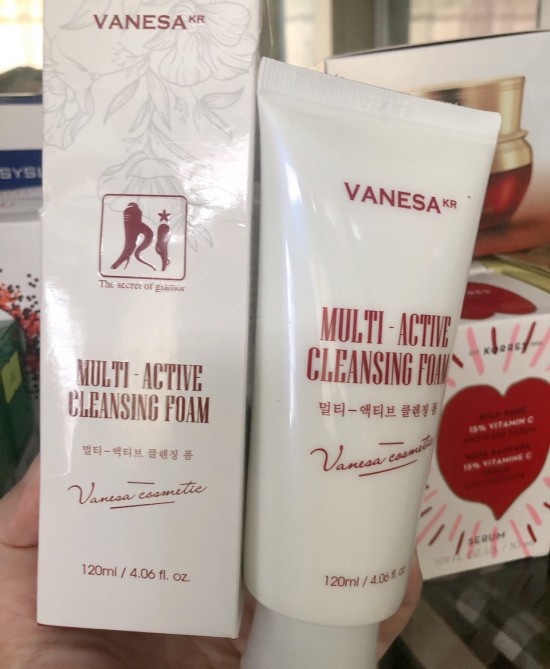 VANESA KR
The secret of glamor
MULTI - ACTIVE
CLEANSING FOAM
멀티-액티브 클렌징 폼
Vanesa cosmetic
120ml / 4.06 fl. oz.
VANESA KR
MULTI - ACTIVE
CLEANSING FOAM
멀티-액티브 클렌징 폼
Vanesa cosmetic
120ml / 4.06 fl. oz
KORRES
WILD ROSE
15% VITAMIN C
15% VITAMINE C
SERUM